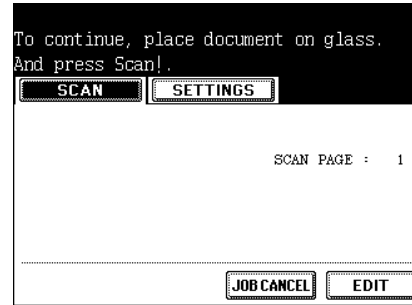 To continue, place document on glass.
And press Scan!.
SCAN SETTINGS
SCAN PAGE : 1
JOB CANCEL EDIT